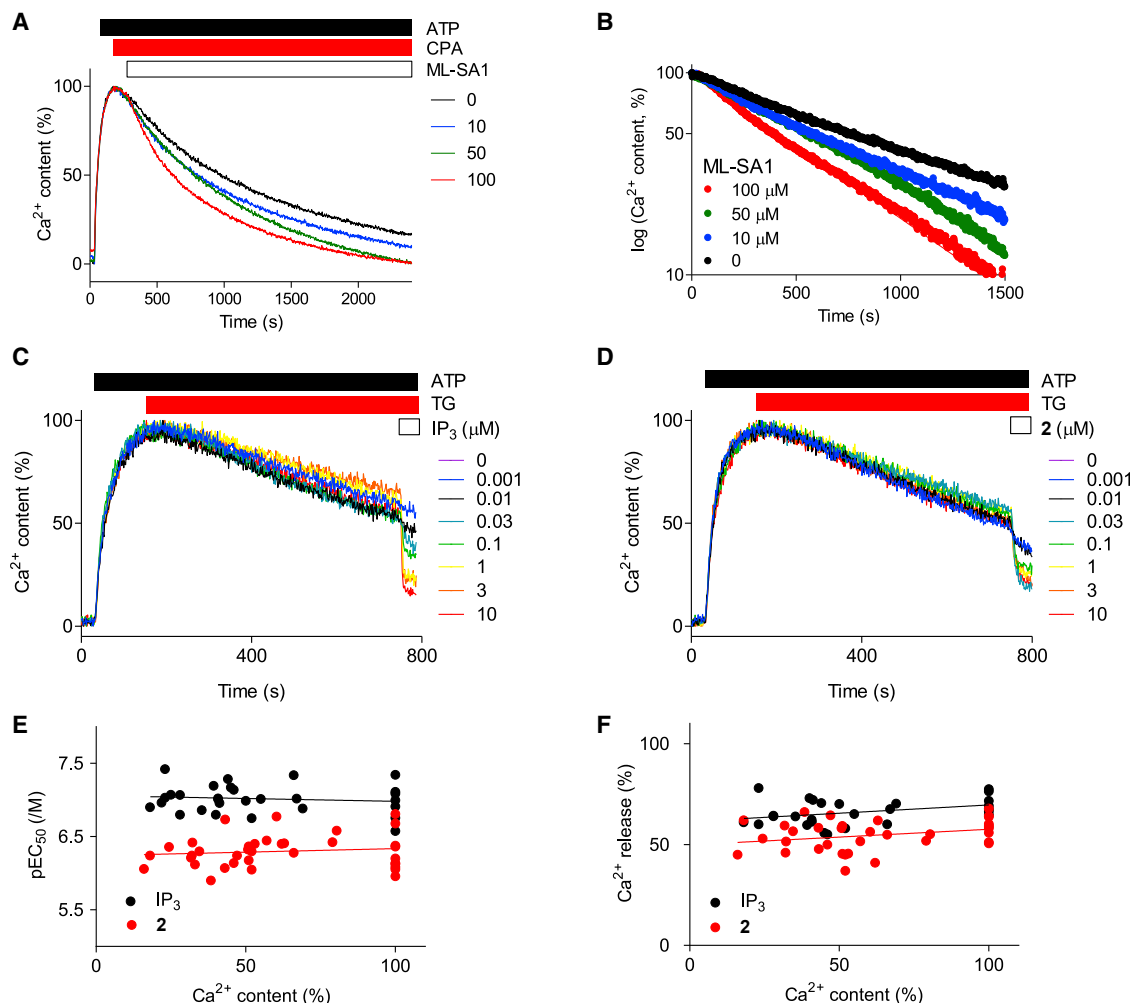 A
ATP
CPA
ML-SA1
Ca2+ content (%)
100
50
0
0
10
50
100
0 500 1000 1500 2000
Time (s)
B
log (Ca2+ content, %)
100
50
10
ML-SA1
100 μM
50 μM
10 μM
0
0 500 1000 1500
Time (s)
C
ATP
TG
IP3 (μM)
Ca2+ content (%)
100
50
0
0
0.001
0.01
0.03
0.1
1
3
10
0 400 800
Time (s)
D
ATP
TG
2 (μM)
Ca2+ content (%)
100
50
0
0
0.001
0.01
0.03
0.1
1
3
10
0 400 800
Time (s)
E
pEC50 (/M)
7.5
6.5
5.5
IP3
2
0 50 100
Ca2+ content (%)
F
Ca2+ release (%)
100
50
0
IP3
2
0 50 100
Ca2+ content (%)